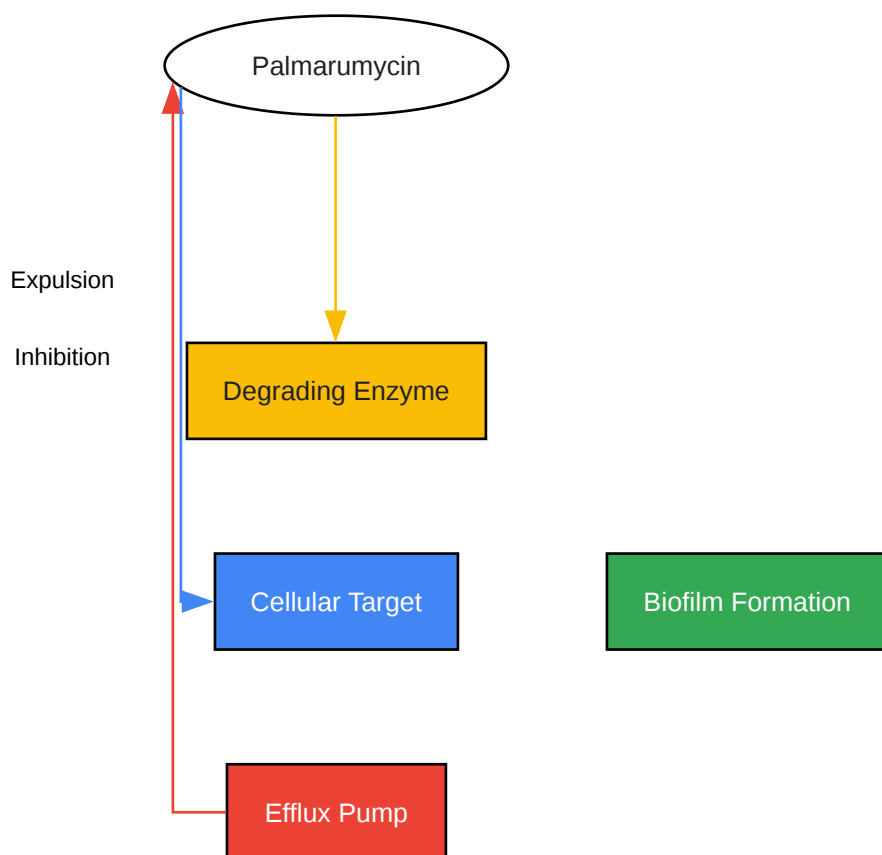 Palmarumycin
Expulsion
Inhibition
Degrading Enzyme
Cellular Target
Biofilm Formation
Efflux Pump